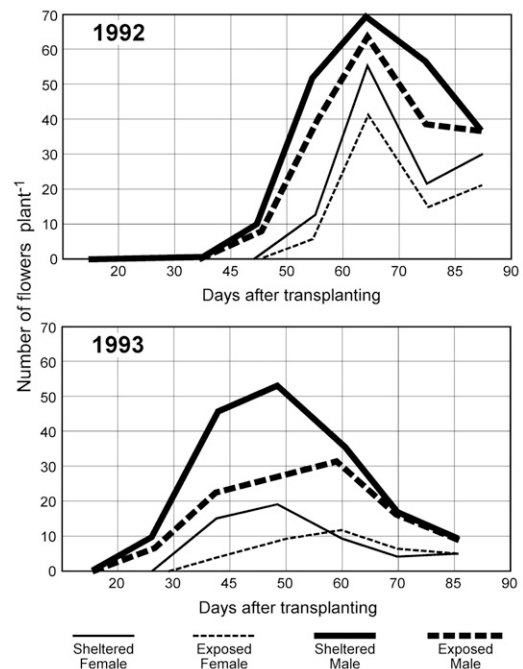 1992
70
60
50
40
30
20
10
0
20 30 45 50 60 70 85 90
Days after transplanting
Number of flowers plant-1
1993
70
60
50
40
30
20
10
0
20 30 45 50 60 70 85 90
Days after transplanting
Sheltered Female
Exposed Female
Sheltered Male
Exposed Male